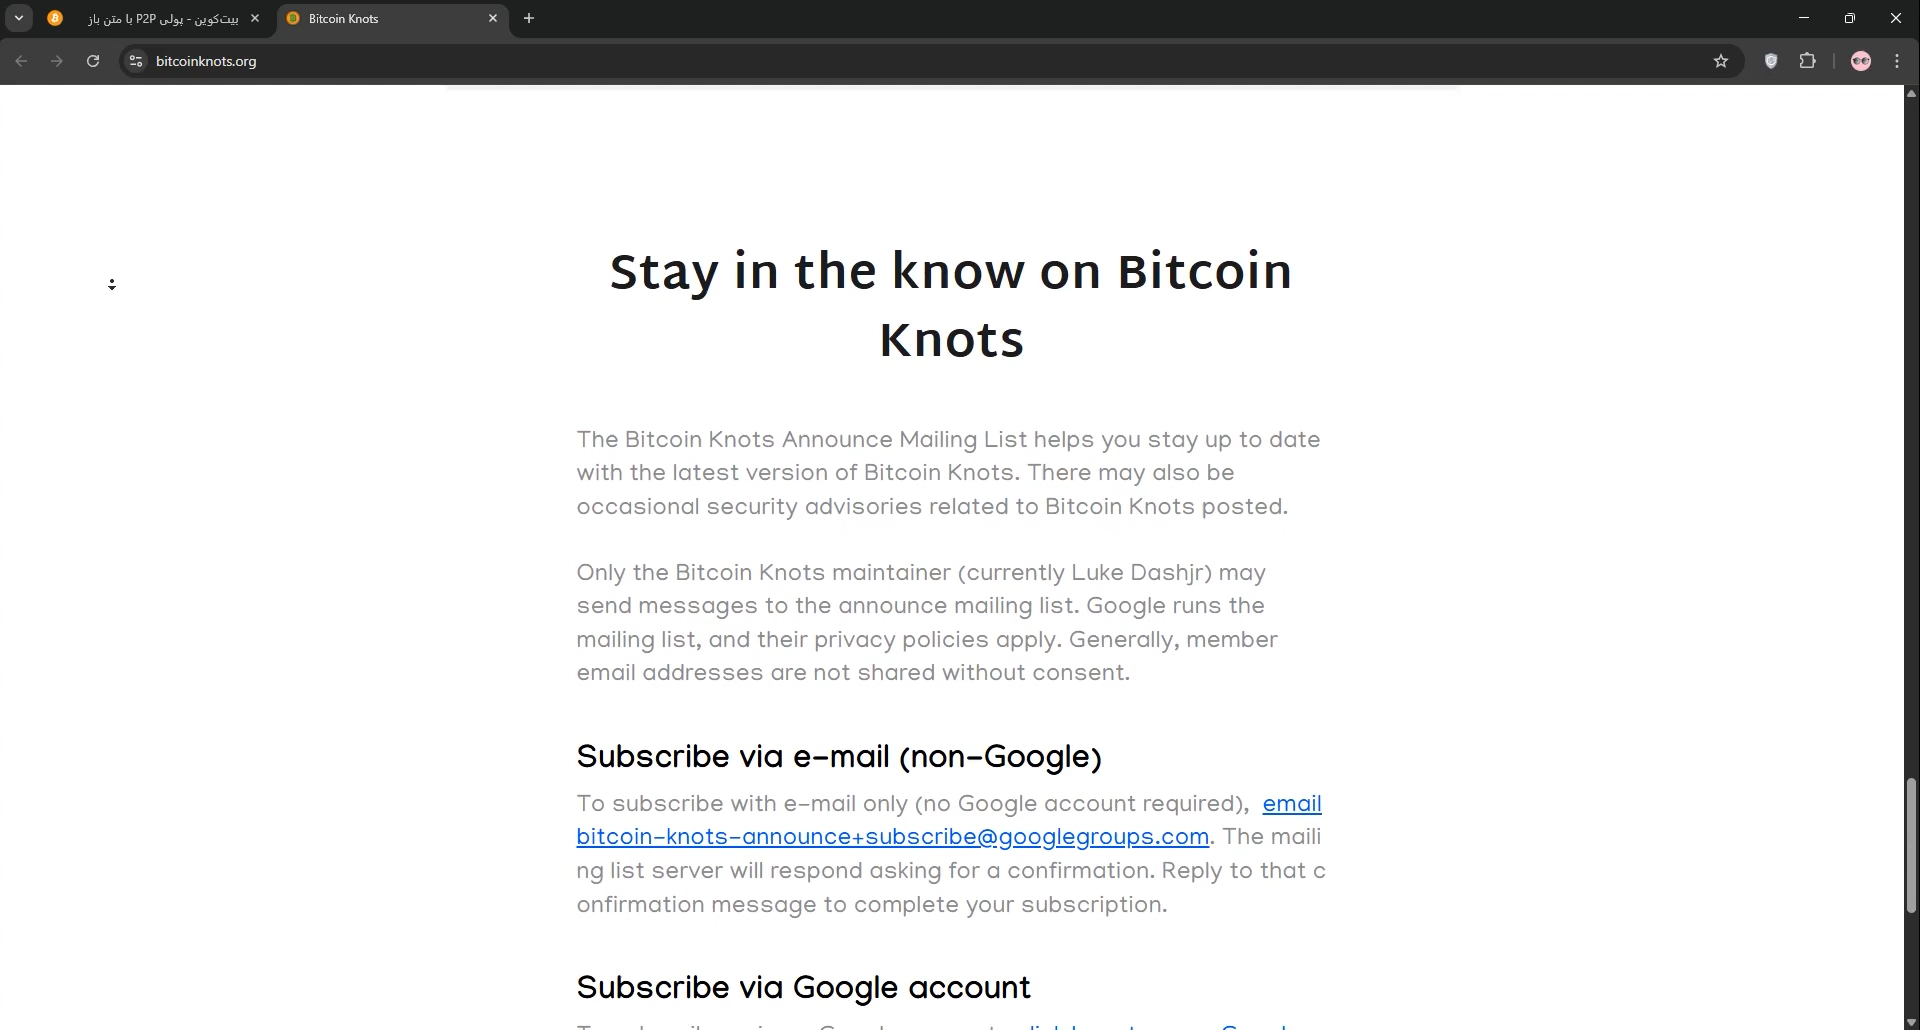 بیت‌کوین - پولی P2P با متن باز
Bitcoin Knots
bitcoinknots.org
Stay in the know on Bitcoin
Knots
The Bitcoin Knots Announce Mailing List helps you stay up to date
with the latest version of Bitcoin Knots. There may also be
occasional security advisories related to Bitcoin Knots posted.
Only the Bitcoin Knots maintainer (currently Luke Dashjr) may
send messages to the announce mailing list. Google runs the
mailing list, and their privacy policies apply. Generally, member
email addresses are not shared without consent.
Subscribe via e-mail (non-Google)
To subscribe with e-mail only (no Google account required), email
bitcoin-knots-announce+subscribe@googlegroups.com. The maili
ng list server will respond asking for a confirmation. Reply to that c
onfirmation message to complete your subscription.
Subscribe via Google account